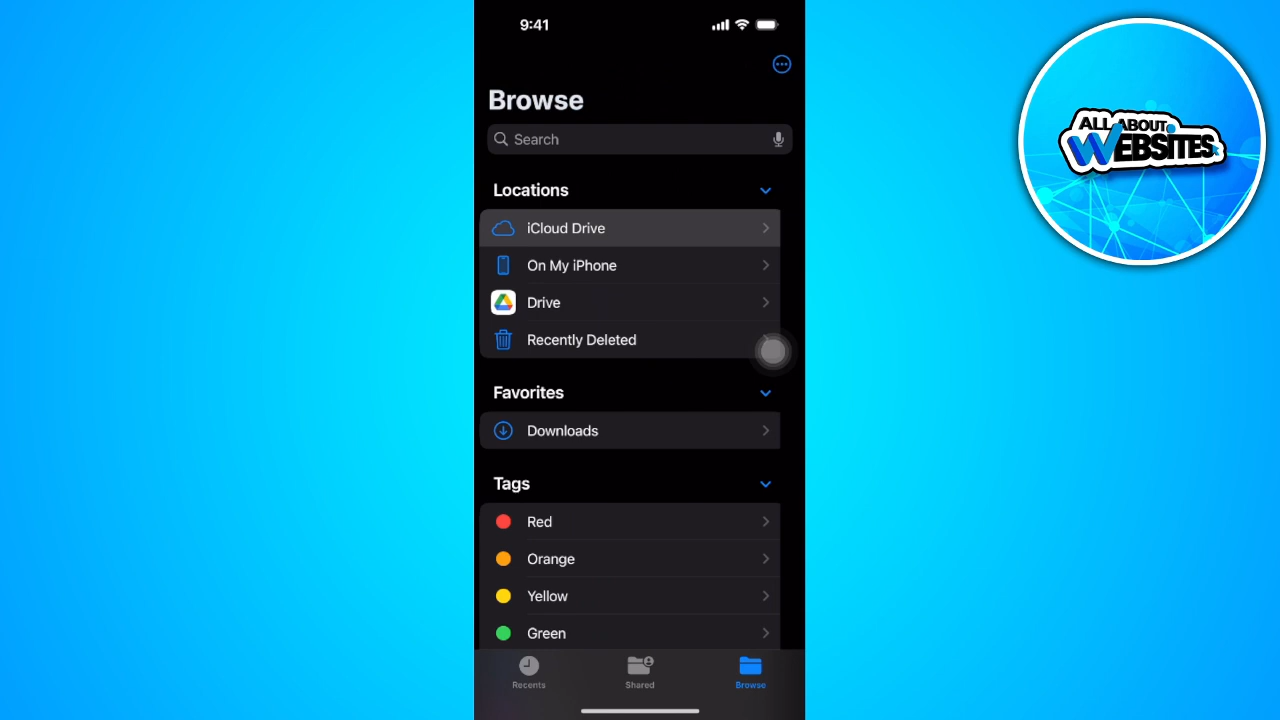 9:41
ALL ABOUT
WEBSITES
Browse
Search
Locations
iCloud Drive
On My iPhone
Drive
Recently Deleted
Favorites
Downloads
Tags
Red
Orange
Yellow
Green
Recents
Shared
Browse